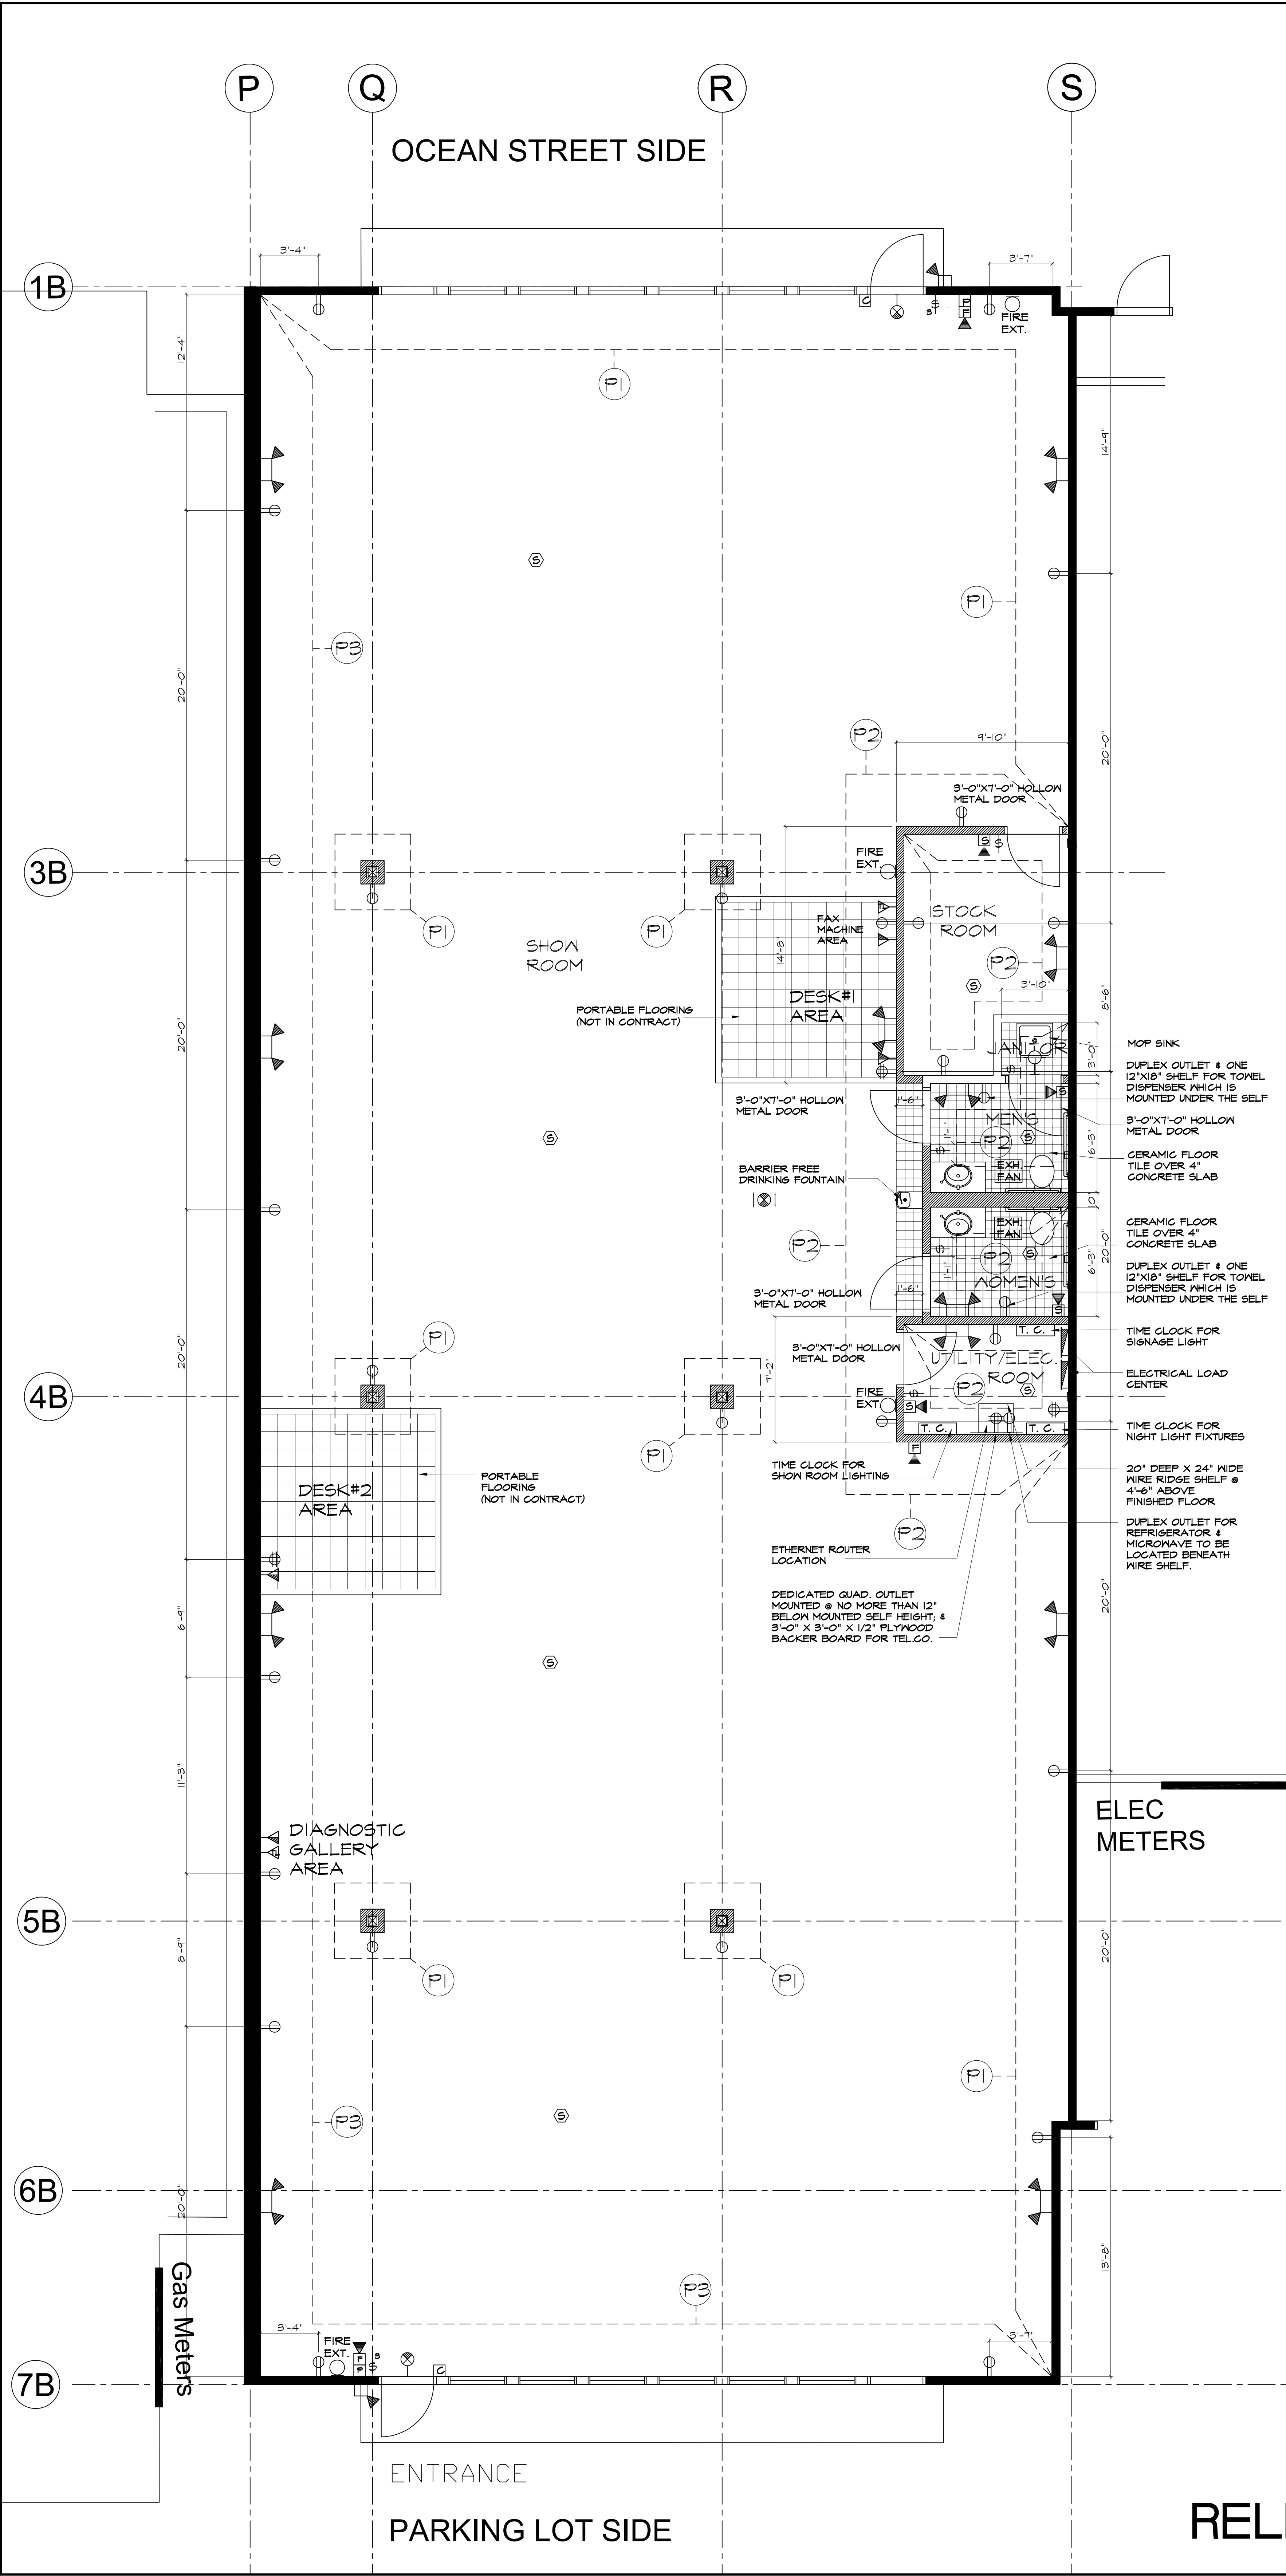 P
Q
R
S
OCEAN STREET SIDE
3'-4"
3'-7"
1B
C
S
3
P
F
FIRE
EXT.
12'-4"
P1
14'-9"
S
P1
P3
20'-0"
P2
9'-10"
20'-0"
3'-0"X7'-0" HOLLOW
METAL DOOR
S
S
3B
FIRE
EXT.
P1
P1
FAX
MACHINE
AREA
STOCK
ROOM
SHOW
ROOM
14'-8"
P2
S
3'-10"
8'-6"
DESK#1
AREA
PORTABLE FLOORING
(NOT IN CONTRACT)
20'-0"
JANITOR
3'-0"
MOP SINK
DUPLEX OUTLET & ONE
12"X18" SHELF FOR TOWEL
DISPENSER WHICH IS
MOUNTED UNDER THE SELF
S
S
3'-0"X7'-0" HOLLOW
METAL DOOR
1'-6"
MEN'S
3'-0"X7'-0" HOLLOW
METAL DOOR
S
P2
S
S
6'-3"
CERAMIC FLOOR
TILE OVER 4"
CONCRETE SLAB
BARRIER FREE
DRINKING FOUNTAIN
EXH.
FAN
EXH.
FAN
CERAMIC FLOOR
TILE OVER 4"
CONCRETE SLAB
P2
S
P2
S
20'-0"
6'-3"
DUPLEX OUTLET & ONE
12"X18" SHELF FOR TOWEL
DISPENSER WHICH IS
MOUNTED UNDER THE SELF
3'-0"X7'-0" HOLLOW
METAL DOOR
1'-6"
WOMEN'S
S
P1
T. C.
TIME CLOCK FOR
SIGNAGE LIGHT
20'-0"
3'-0"X7'-0" HOLLOW
METAL DOOR
7'-2"
UTILITY/ELEC.
ROOM
ELECTRICAL LOAD
CENTER
4B
FIRE
EXT.
S
S
P2
S
T. C.
T. C.
TIME CLOCK FOR
NIGHT LIGHT FIXTURES
P1
F
TIME CLOCK FOR
SHOW ROOM LIGHTING
20" DEEP X 24" WIDE
WIRE RIDGE SHELF @
4'-6" ABOVE
FINISHED FLOOR
DESK#2
AREA
PORTABLE
FLOORING
(NOT IN CONTRACT)
P2
DUPLEX OUTLET FOR
REFRIGERATOR &
MICROWAVE TO BE
LOCATED BENEATH
WIRE SHELF.
ETHERNET ROUTER
LOCATION
DEDICATED QUAD. OUTLET
MOUNTED @ NO MORE THAN 12"
BELOW MOUNTED SELF HEIGHT; &
3'-0" X 3'-0" X 1/2" PLYWOOD
BACKER BOARD FOR TEL.CO.
6'-9"
20'-0"
S
11'-3"
ELEC
METERS
DIAGNOSTIC
GALLERY
AREA
5B
8'-9"
20'-0"
P1
P1
P1
S
P3
6B
20'-0"
13'-8"
Gas Meters
P3
3'-4"
3'-7"
FIRE
EXT.
F
P
3
S
C
7B
ENTRANCE
PARKING LOT SIDE
REL